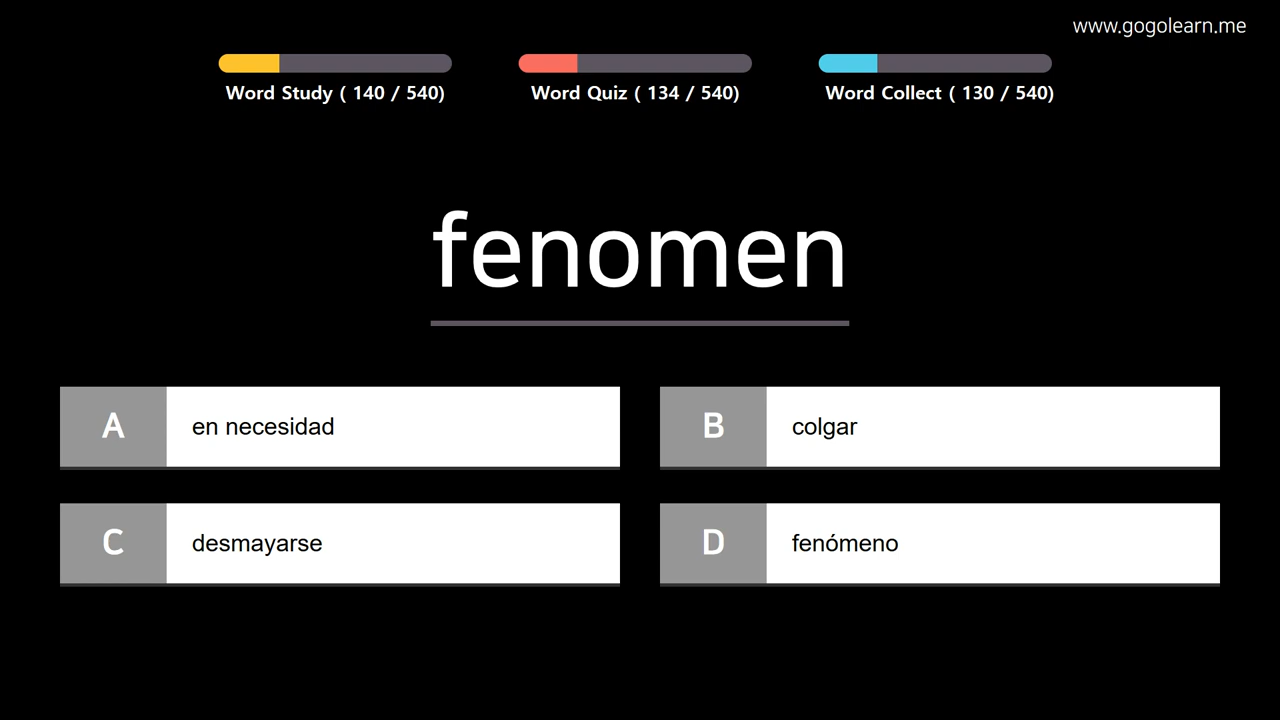 www.gogolearn.me
Word Study ( 140 / 540)
Word Quiz ( 134 / 540)
Word Collect ( 130 / 540)
fenomen
A en necesidad
B colgar
C desmayarse
D fenómeno